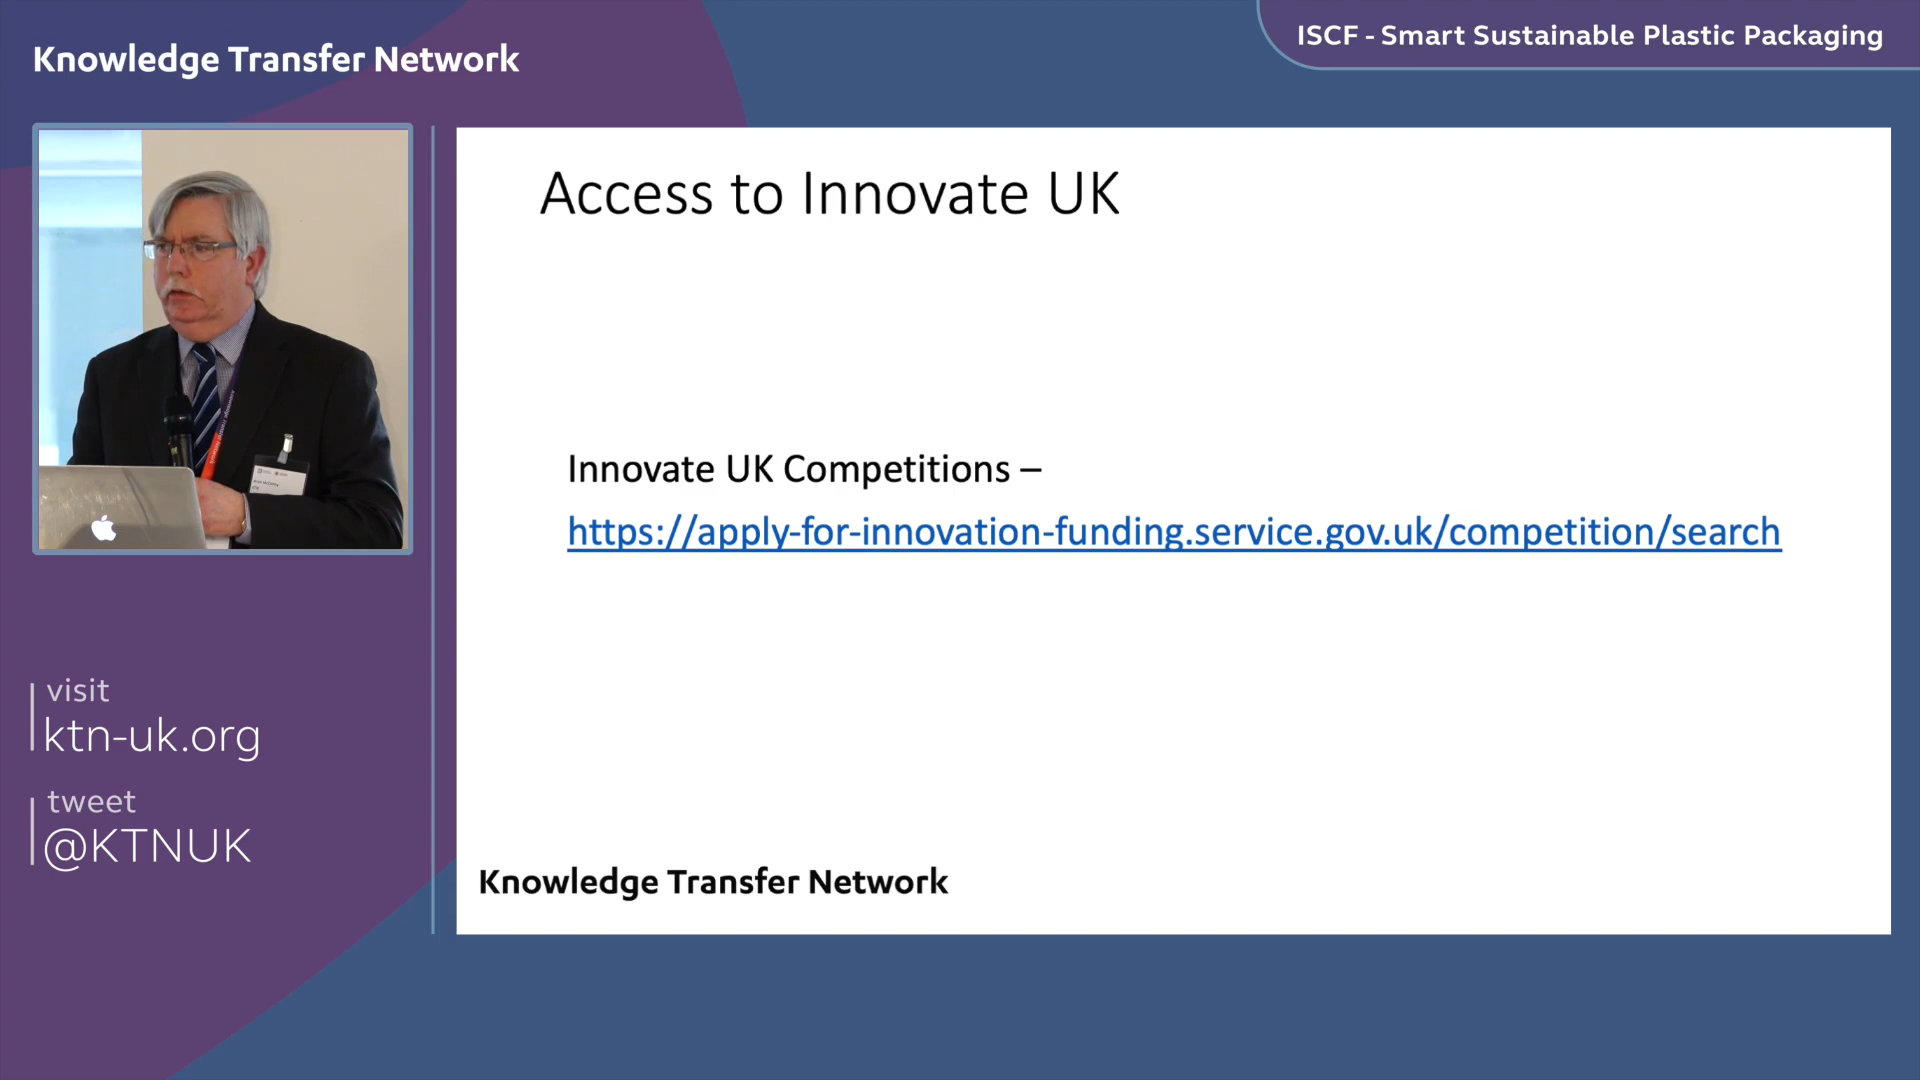 Knowledge Transfer Network
ISCF - Smart Sustainable Plastic Packaging
Access to Innovate UK
Innovate UK Competitions –
https://apply-for-innovation-funding.service.gov.uk/competition/search
visit
ktn-uk.org
tweet
@KTNUK
Knowledge Transfer Network